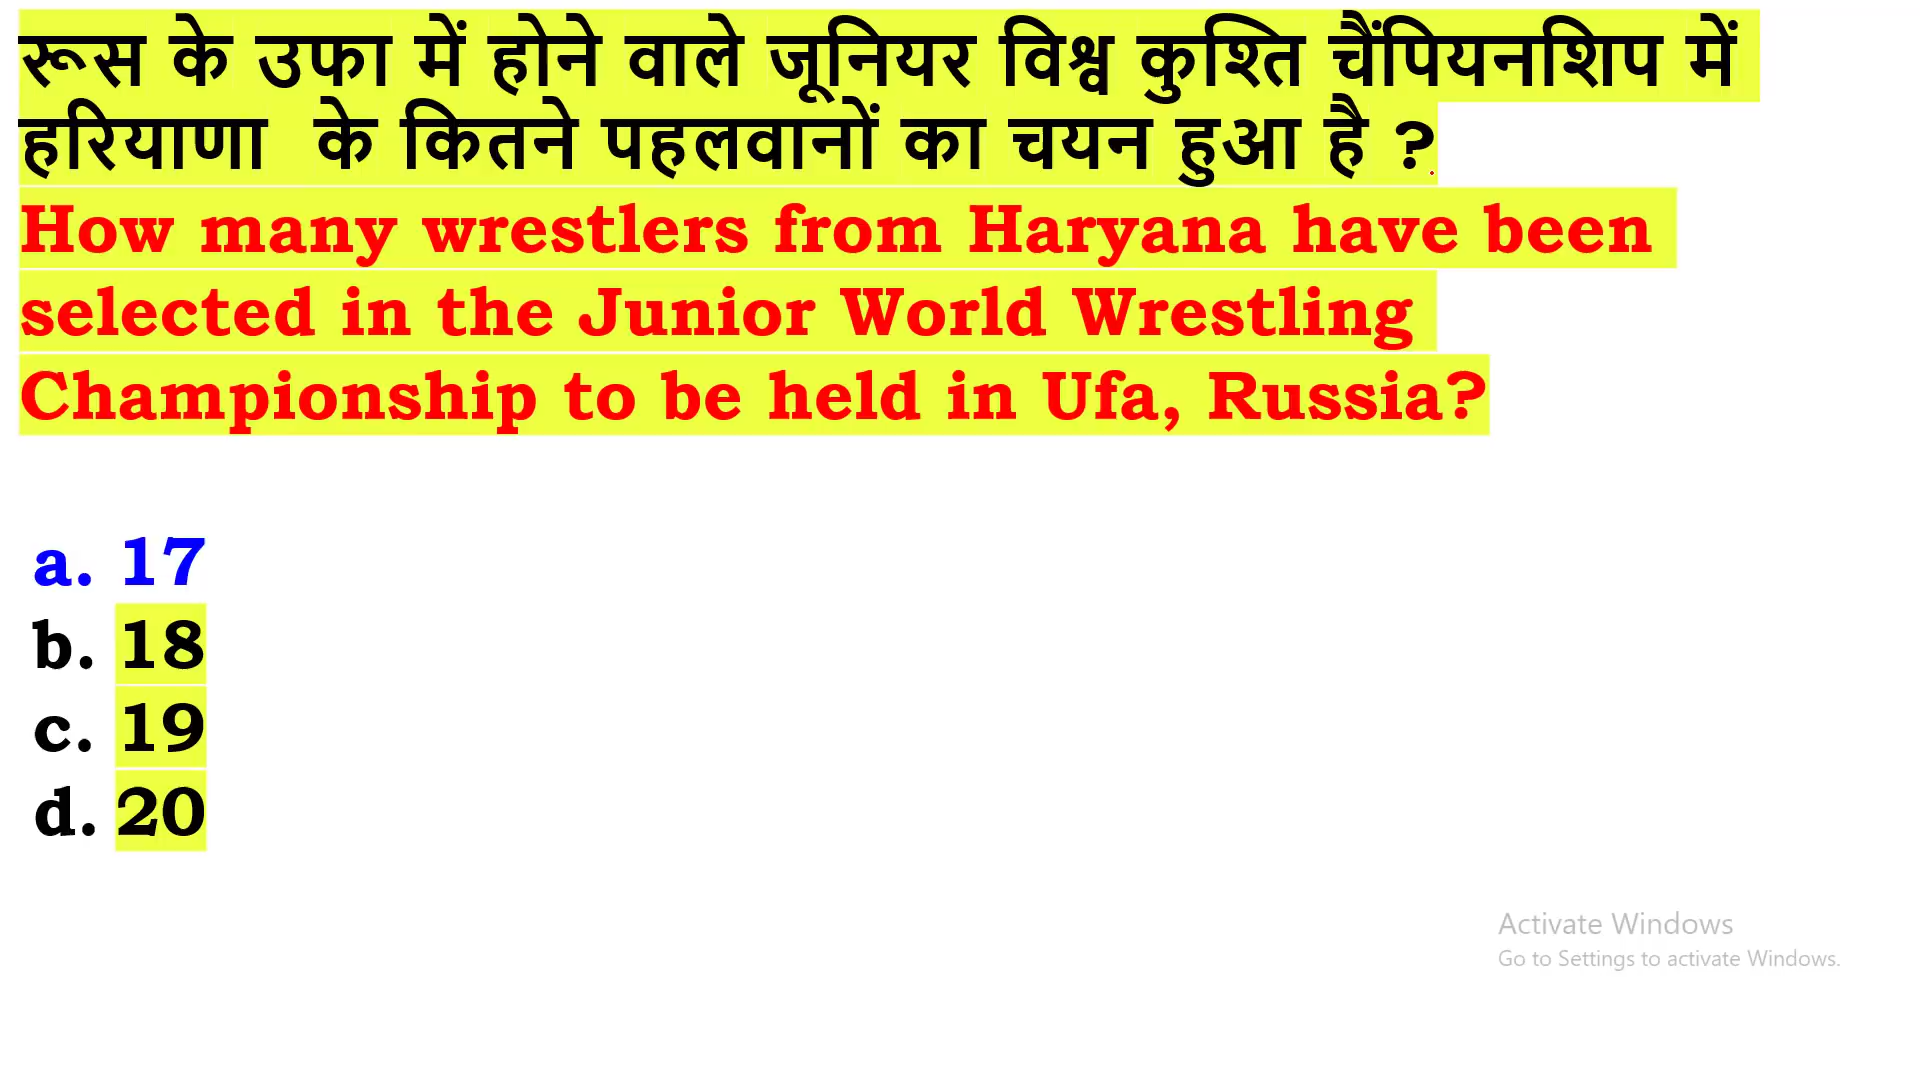 रूस के उफा में होने वाले जूनियर विश्व कुश्ति चैंपियनशिप में
हरियाणा के कितने पहलवानों का चयन हुआ है ?
How many wrestlers from Haryana have been
selected in the Junior World Wrestling
Championship to be held in Ufa, Russia?
a. 17
b. 18
c. 19
d. 20
Activate Windows
Go to Settings to activate Windows.